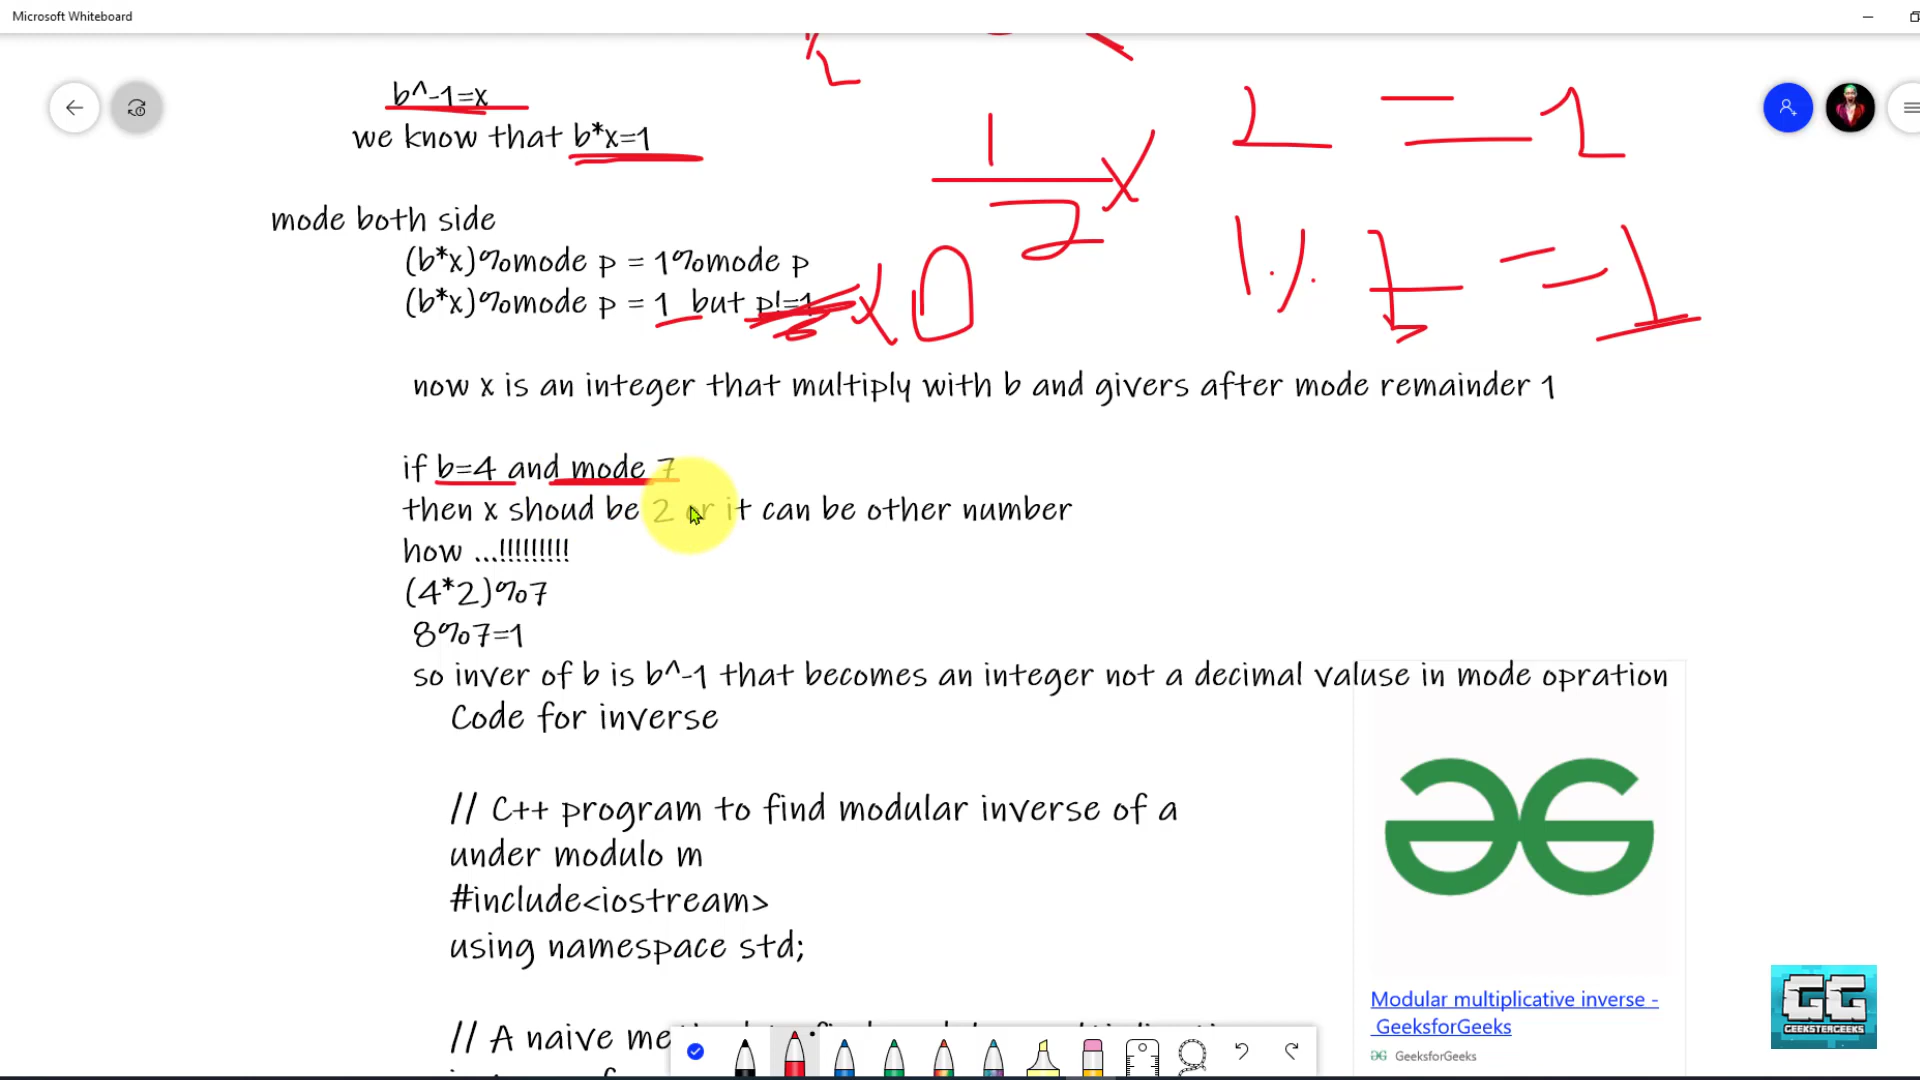 Microsoft Whiteboard
b^-1=x
we know that b*x=1
mode both side
(b*x)%mode p = 1%mode p
(b*x)%mode p = 1 but p!=1
now x is an integer that multiply with b and givers after mode remainder 1
if b=4 and mode 7
then x shoud be 2 or it can be other number
how ...!!!!!!!!!
(4*2)%7
8%7=1
so inver of b is b^-1 that becomes an integer not a decimal valuse in mode opration
Code for inverse
// C++ program to find modular inverse of a
under modulo m
#include<iostream>
using namespace std;
// A naive
Modular multiplicative inverse -
GeeksforGeeks
GeeksforGeeks
GG
GEEKSTERGEEKS